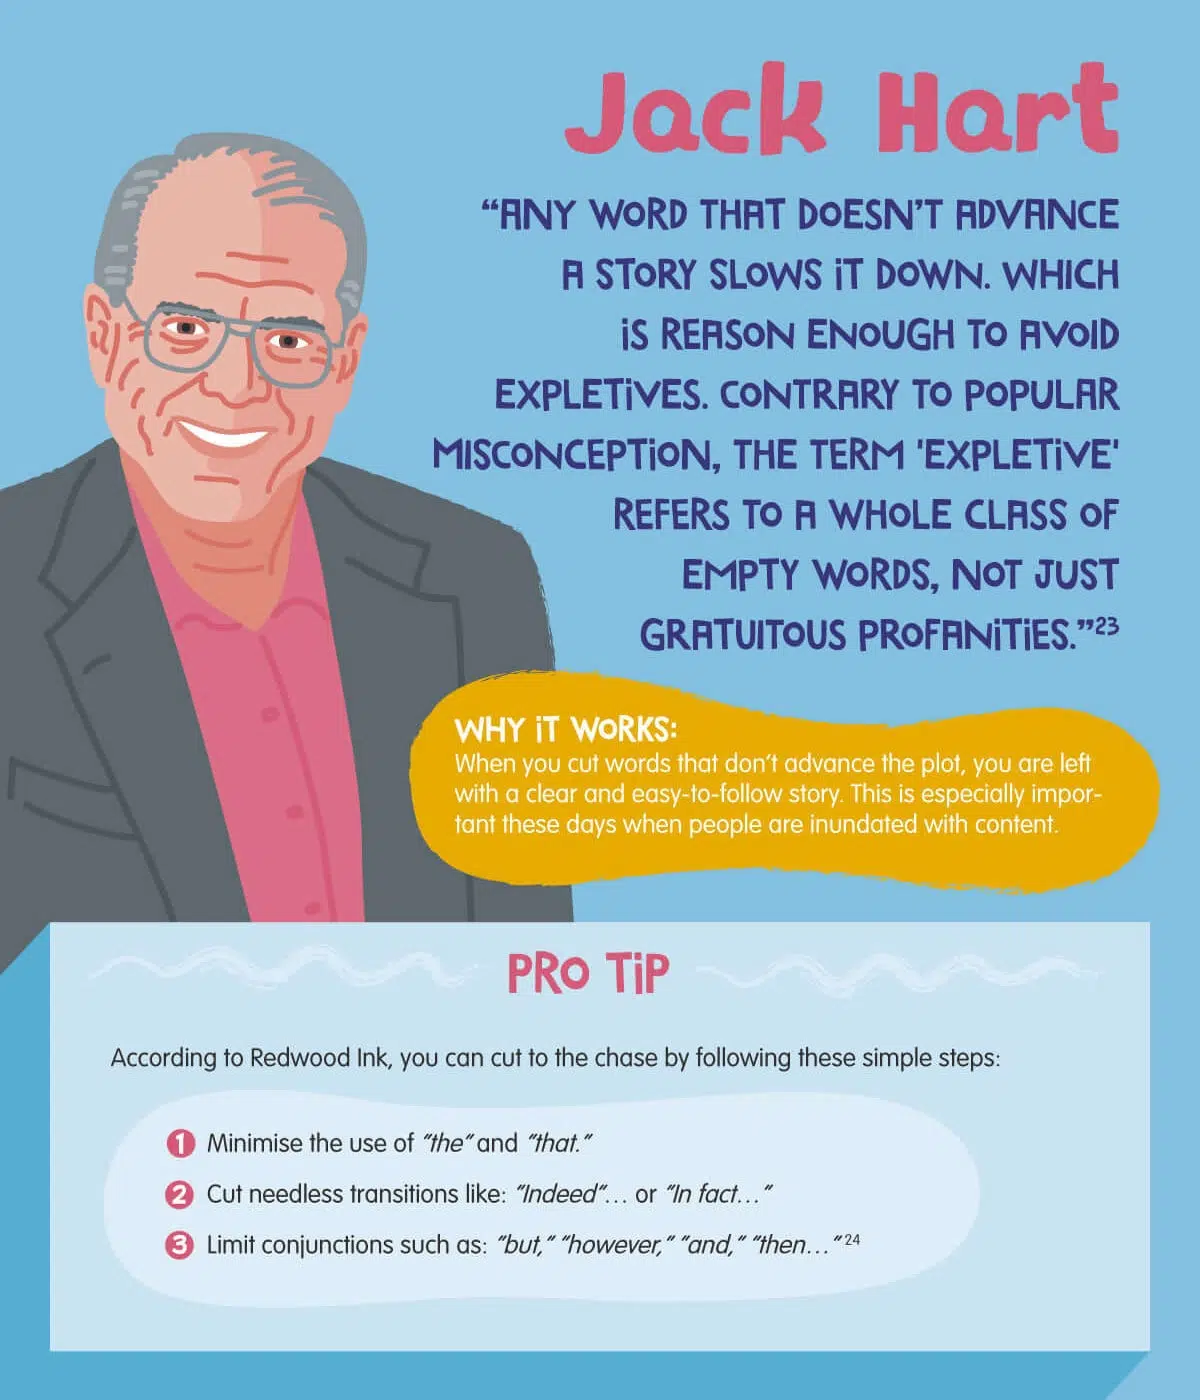 Jack Hart
“ANY WORD THAT DOESN’T ADVANCE
A STORY SLOWS IT DOWN. WHICH
IS REASON ENOUGH TO AVOID
EXPLETIVES. CONTRARY TO POPULAR
MISCONCEPTION, THE TERM 'EXPLETIVE'
REFERS TO A WHOLE CLASS OF
EMPTY WORDS, NOT JUST
GRATUITOUS PROFANITIES.”23
WHY IT WORKS:
When you cut words that don’t advance the plot, you are left
with a clear and easy-to-follow story. This is especially impor-
tant these days when people are inundated with content.
PRO TIP
According to Redwood Ink, you can cut to the chase by following these simple steps:
1 Minimise the use of “the” and “that.”
2 Cut needless transitions like: “Indeed”... or “In fact...”
3 Limit conjunctions such as: “but,” “however,” “and,” “then...” 24